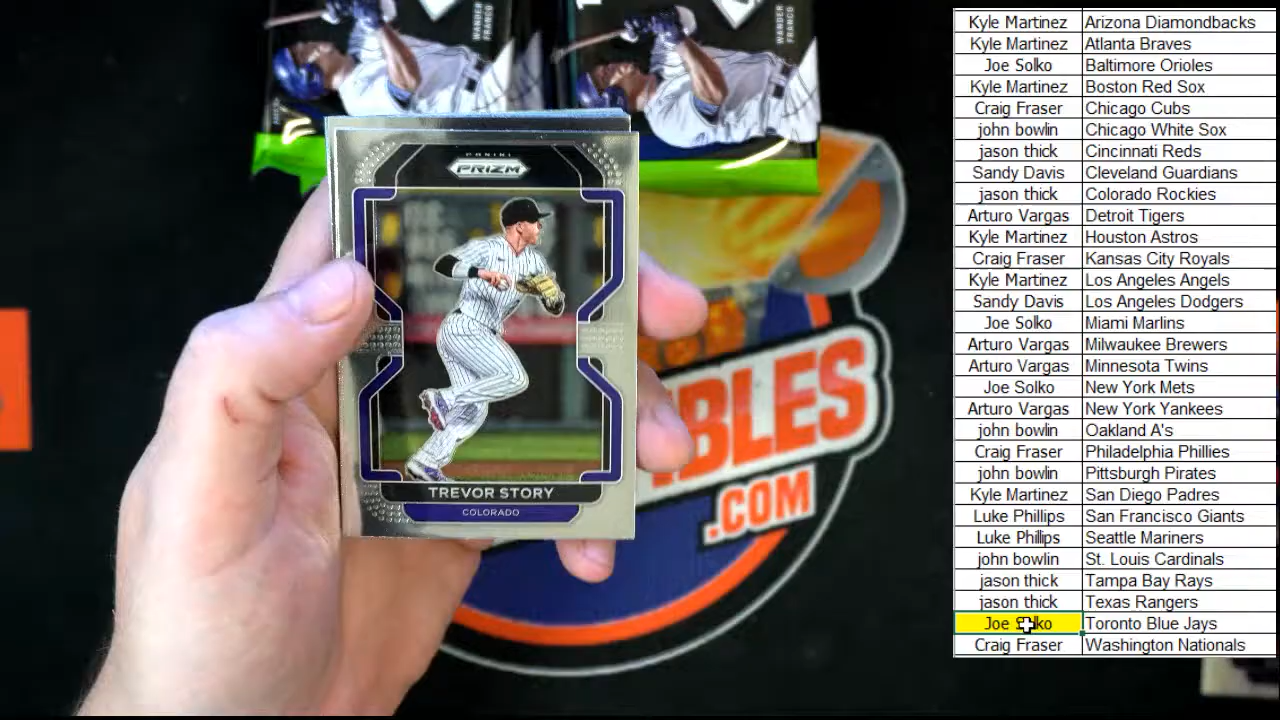 WANDER
FRANCO
WANDER
FRANCO
PANINI
PRIZM
TREVOR STORY
COLORADO
IBLES
.COM
Kyle Martinez Arizona Diamondbacks
Kyle Martinez Atlanta Braves
Joe Solko Baltimore Orioles
Kyle Martinez Boston Red Sox
Craig Fraser Chicago Cubs
john bowlin Chicago White Sox
jason thick Cincinnati Reds
Sandy Davis Cleveland Guardians
jason thick Colorado Rockies
Arturo Vargas Detroit Tigers
Kyle Martinez Houston Astros
Craig Fraser Kansas City Royals
Kyle Martinez Los Angeles Angels
Sandy Davis Los Angeles Dodgers
Joe Solko Miami Marlins
Arturo Vargas Milwaukee Brewers
Arturo Vargas Minnesota Twins
Joe Solko New York Mets
Arturo Vargas New York Yankees
john bowlin Oakland A's
Craig Fraser Philadelphia Phillies
john bowlin Pittsburgh Pirates
Kyle Martinez San Diego Padres
Luke Phillips San Francisco Giants
Luke Phillips Seattle Mariners
john bowlin St. Louis Cardinals
jason thick Tampa Bay Rays
jason thick Texas Rangers
Joe Solko Toronto Blue Jays
Craig Fraser Washington Nationals